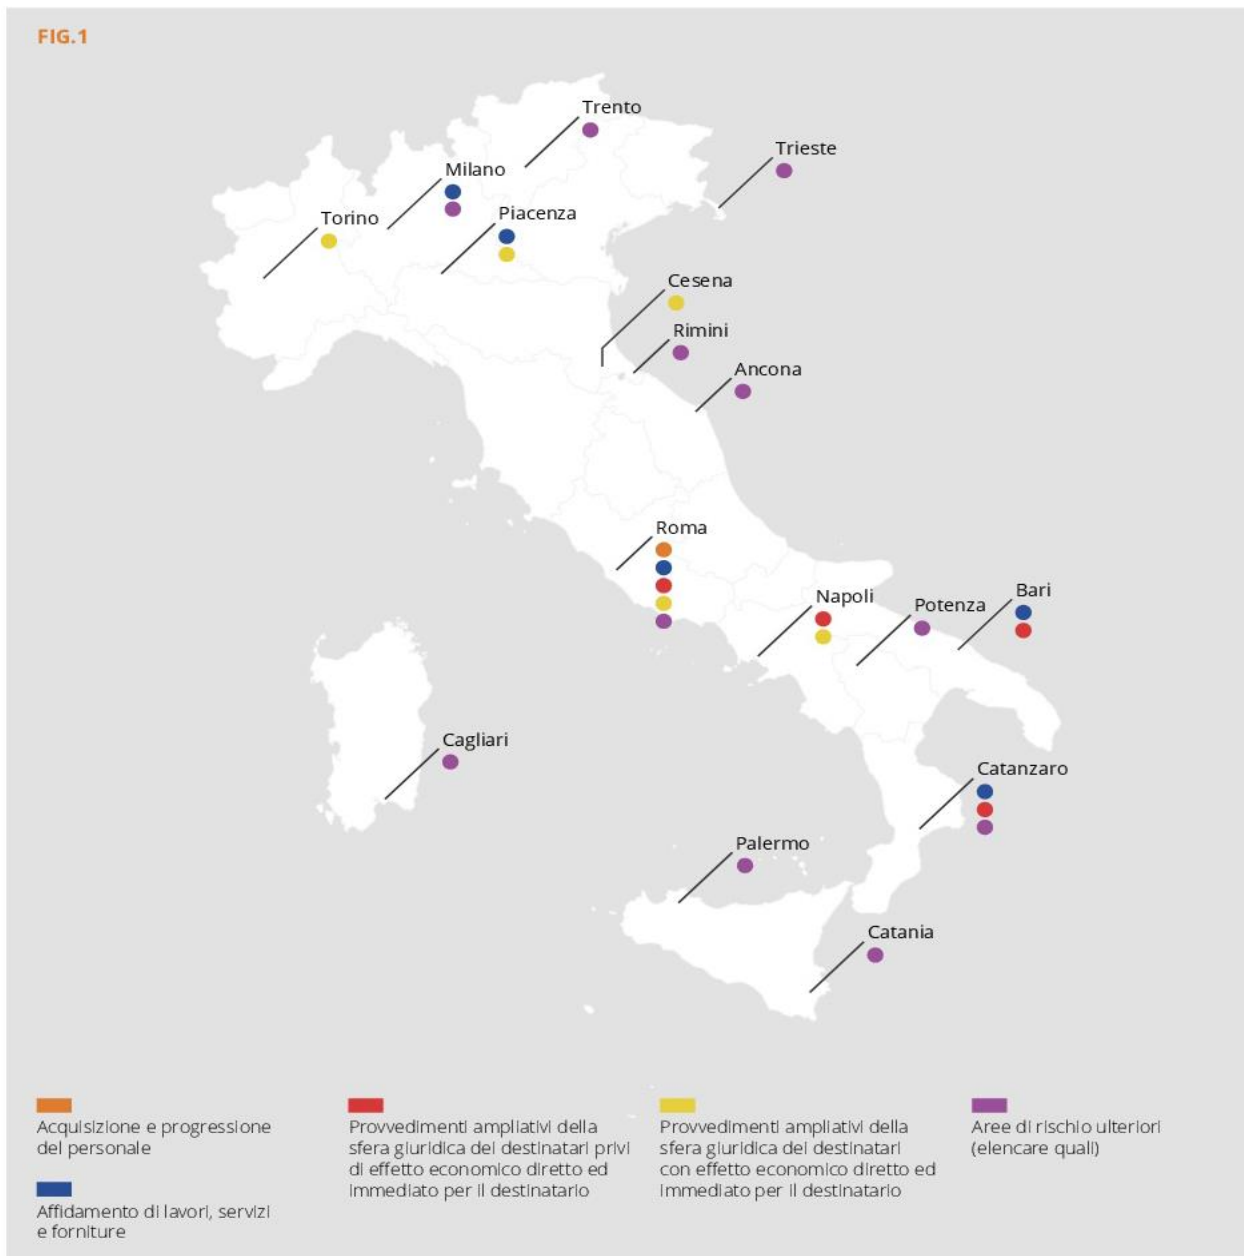 FIG.1
Trento
Trieste
Milano
Piacenza
Torino
Cesena
Rimini
Ancona
Roma
Napoli
Potenza
Bari
Cagliari
Catanzaro
Palermo
Catania
Acquisizione e progressione
del personale
Affidamento di lavori, servizi
e forniture
Provvedimenti ampliativi della
sfera giuridica dei destinatari privi
di effetto economico diretto ed
immediato per il destinatario
Provvedimenti ampliativi della
sfera giuridica dei destinatari
con effetto economico diretto ed
immediato per il destinatario
Aree di rischio ulteriori
(elencare quali)